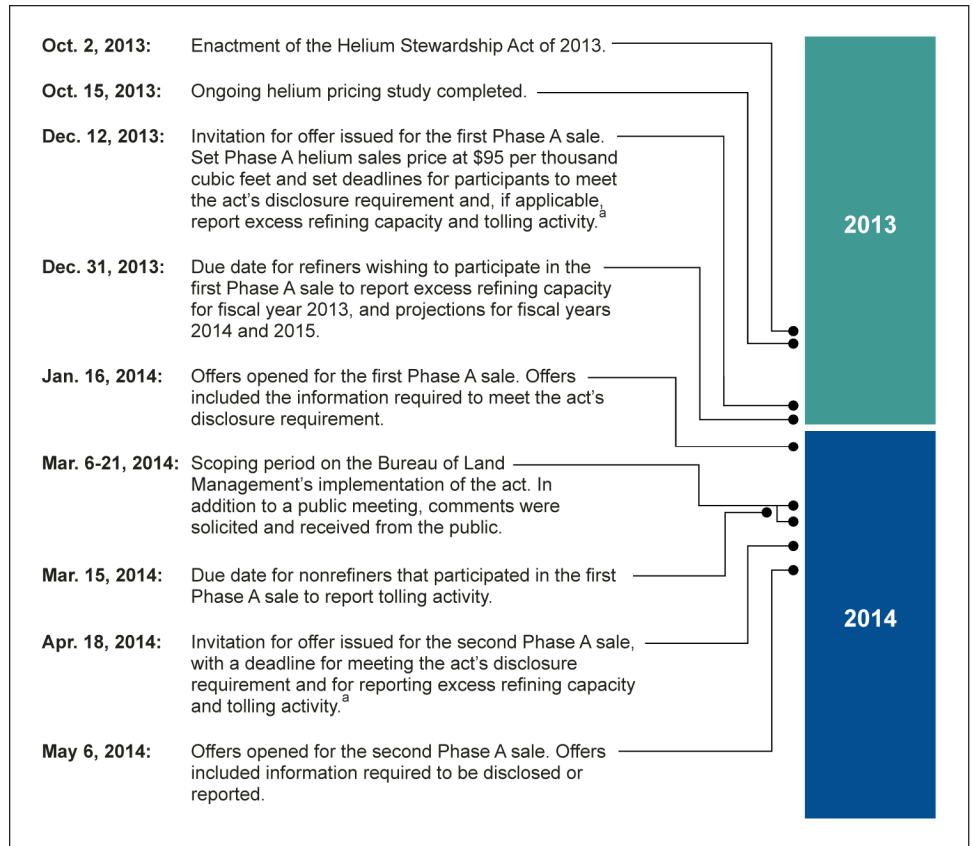 Oct. 2, 2013: Enactment of the Helium Stewardship Act of 2013.
Oct. 15, 2013: Ongoing helium pricing study completed.
Dec. 12, 2013: Invitation for offer issued for the first Phase A sale.
Set Phase A helium sales price at $95 per thousand
cubic feet and set deadlines for participants to meet
the act's disclosure requirement and, if applicable,
report excess refining capacity and tolling activity.a
Dec. 31, 2013: Due date for refiners wishing to participate in the
first Phase A sale to report excess refining capacity
for fiscal year 2013, and projections for fiscal years
2014 and 2015.
Jan. 16, 2014: Offers opened for the first Phase A sale. Offers
included the information required to meet the act's
disclosure requirement.
Mar. 6-21, 2014: Scoping period on the Bureau of Land
Management's implementation of the act. In
addition to a public meeting, comments were
solicited and received from the public.
Mar. 15, 2014: Due date for nonrefiners that participated in the first
Phase A sale to report tolling activity.
Apr. 18, 2014: Invitation for offer issued for the second Phase A sale,
with a deadline for meeting the act's disclosure
requirement and for reporting excess refining capacity
and tolling activity.a
May 6, 2014: Offers opened for the second Phase A sale. Offers
included information required to be disclosed or
reported.
2013
2014